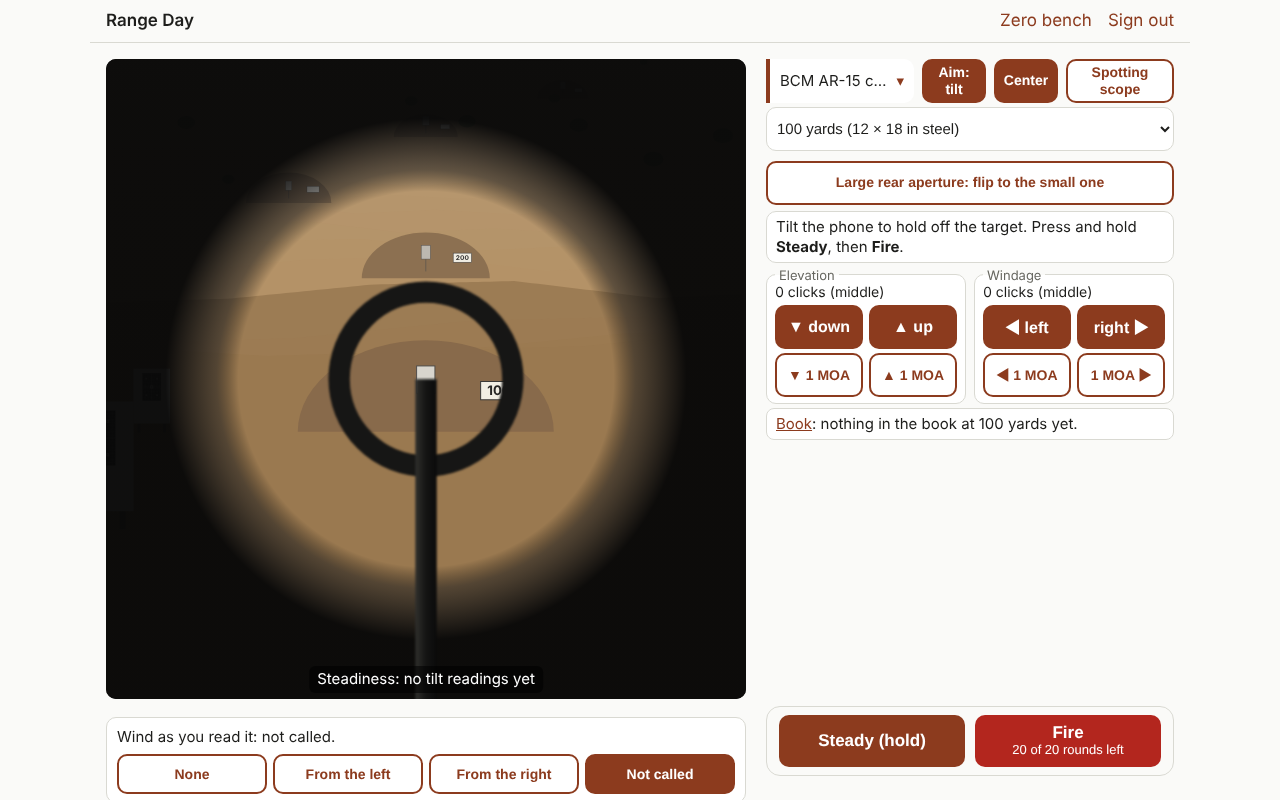 Range Day
Zero bench
Sign out
BCM AR-15 c... ▾
Aim:
tilt
Center
Spotting
scope
100 yards (12 × 18 in steel)
Large rear aperture: flip to the small one
Tilt the phone to hold off the target. Press and hold
Steady, then Fire.
Elevation
0 clicks (middle)
▼ down
▲ up
▼ 1 MOA
▲ 1 MOA
Windage
0 clicks (middle)
◀ left
right ▶
◀ 1 MOA
1 MOA ▶
Book: nothing in the book at 100 yards yet.
200
10
Steadiness: no tilt readings yet
Wind as you read it: not called.
None
From the left
From the right
Not called
Steady (hold)
Fire
20 of 20 rounds left